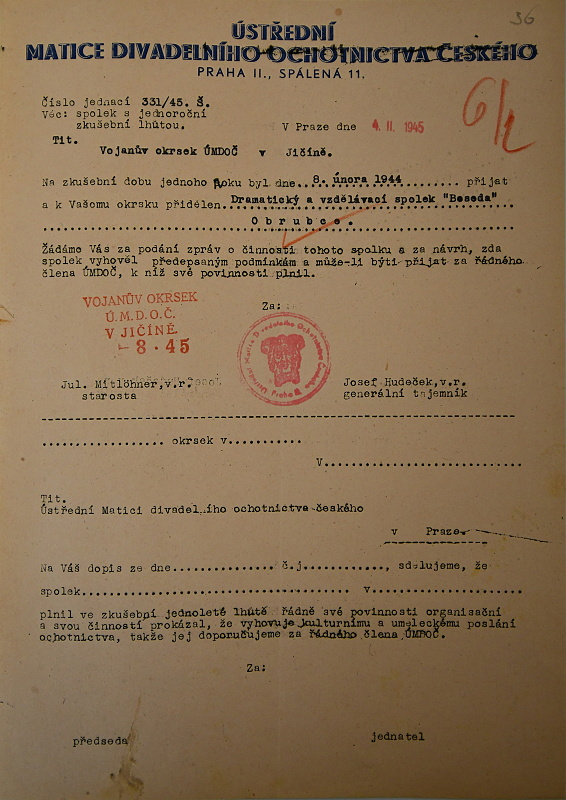 36
ÚSTŘEDNÍ
MATICE DIVADELNÍHO OCHOTNICTVA ČESKÉHO
PRAHA II., SPÁLENÁ 11.
6/2
Číslo jednací 331/45. Š.
Věc: spolek s jednoroční
zkušební lhůtou.
V Praze dne 4. II. 1945
Tit.
Vojanův okrsek ÚMDOČ v Jičíně.
Na zkušební dobu jednoho roku byl dne..8. února 1944.......... přijat
a k Vašemu okrsku přidělen Dramatický a vzdělávací spolek "Beseda"
Obrubce.
Žádáme Vás za podání zpráv o činnosti tohoto spolku a za návrh, zda
spolek vyhověl předepsaným podmínkám a může-li býti přijat za řádného
člena ÚMDOČ, k níž své povinnosti plnil.
VOJANŮV OKRSEK
Ú.M.D.O.Č.
V JIČÍNĚ
-8-45
Za:
Ústřední Matice Divadelního Ochotnictva Českého Praha
Jul. Mitlöhner,v.r.
starosta
Josef Hudeček,v.r.
generální tajemník
................. okrsek v..........
V...........................
Tit.
Ústřední Matici divadelního ochotnictva českého
v Praze.
Na Váš dopis ze dne............... č.j............, sdělujeme, že
spolek........................................ v......................
plnil ve zkušební jednoleté lhůtě řádně své povinnosti organisační
a svou činností prokázal, že vyhovuje kulturnímu a uměleckému poslání
ochotnictva, takže jej doporučujeme za řádného člena ÚMDOČ.
Za:
předseda
jednatel